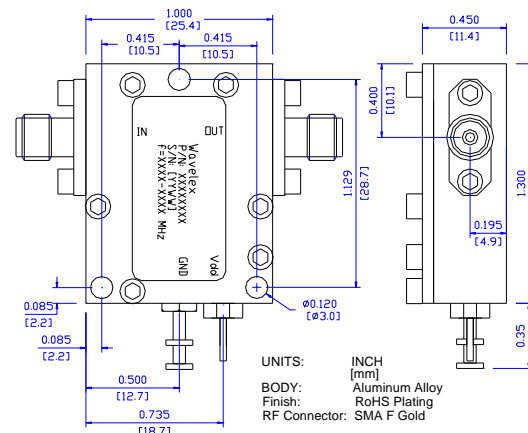 1.000
[25.4]
0.415
[10.5]
0.415
[10.5]
0.450
[11.4]
0.400
[10.1]
IN
OUT
Wavelex
P/N: XXXXXXXX
S/N: [YYWW]
f=XXXX-XXXX MHz
GND
Vdd
1.129
[28.7]
1.300
0.195
[4.9]
0.085
[2.2]
0.085
[2.2]
Ø0.120
[Ø3.0]
0.35
0.500
[12.7]
0.735
[18.7]
UNITS: INCH
[mm]
BODY: Aluminum Alloy
Finish: RoHS Plating
RF Connector: SMA F Gold